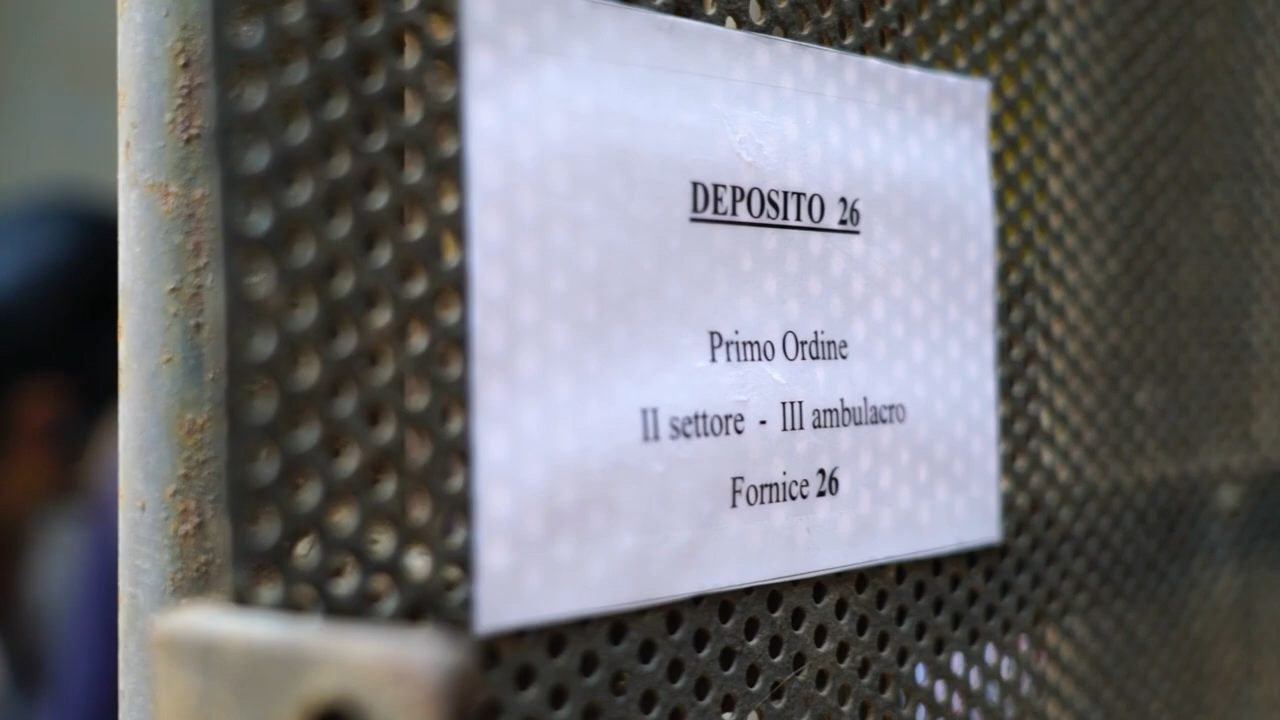 DEPOSITO 26
Primo Ordine
II settore - III ambulacro
Fornice 26